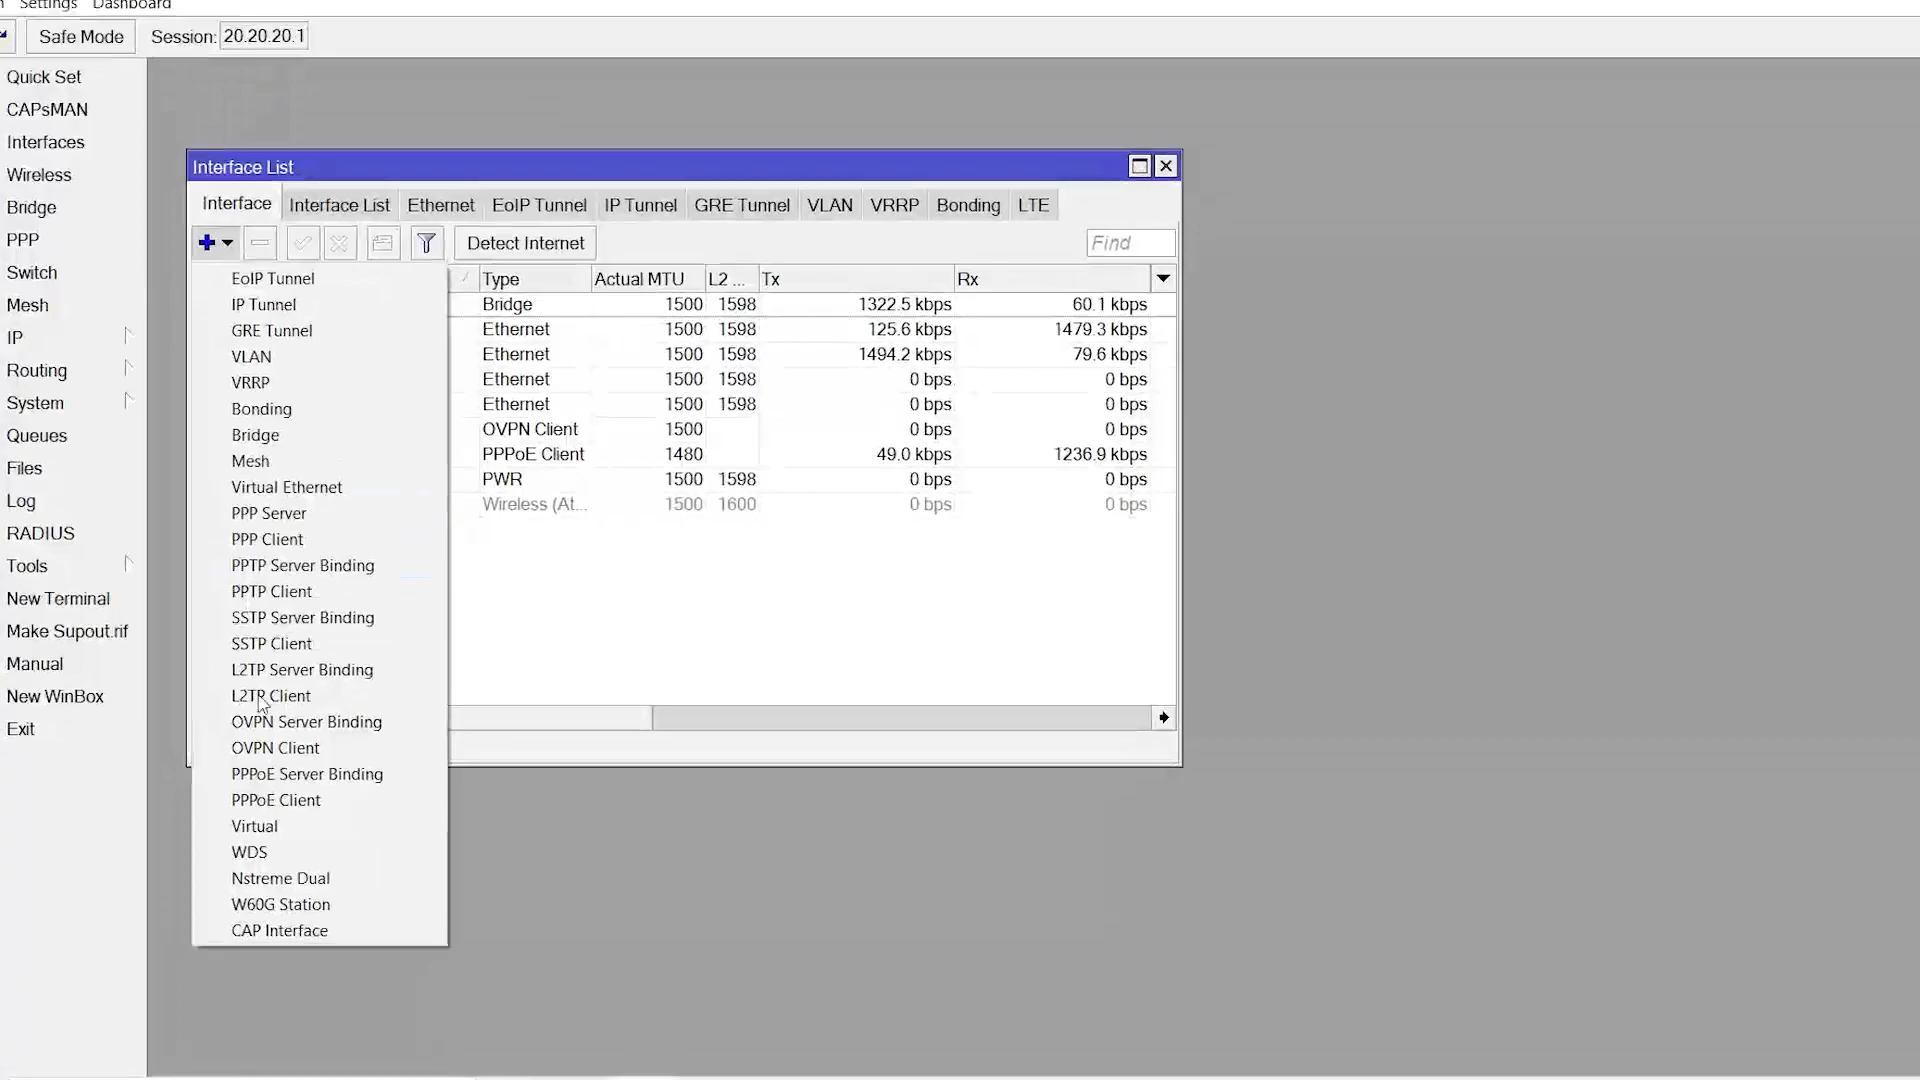 Settings Dashboard
Safe Mode Session: 20.20.20.1
Quick Set
CAPsMAN
Interfaces
Wireless
Bridge
PPP
Switch
Mesh
IP
Routing
System
Queues
Files
Log
RADIUS
Tools
New Terminal
Make Supout.rif
Manual
New WinBox
Exit
Interface List
Interface Interface List Ethernet EoIP Tunnel IP Tunnel GRE Tunnel VLAN VRRP Bonding LTE
Detect Internet Find
EoIP Tunnel
IP Tunnel
GRE Tunnel
VLAN
VRRP
Bonding
Bridge
Mesh
Virtual Ethernet
PPP Server
PPP Client
PPTP Server Binding
PPTP Client
SSTP Server Binding
SSTP Client
L2TP Server Binding
L2TP Client
OVPN Server Binding
OVPN Client
PPPoE Server Binding
PPPoE Client
Virtual
WDS
Nstreme Dual
W60G Station
CAP Interface
Type Actual MTU L2 ... Tx Rx
Bridge 1500 1598 1322.5 kbps 60.1 kbps
Ethernet 1500 1598 125.6 kbps 1479.3 kbps
Ethernet 1500 1598 1494.2 kbps 79.6 kbps
Ethernet 1500 1598 0 bps 0 bps
Ethernet 1500 1598 0 bps 0 bps
OVPN Client 1500 0 bps 0 bps
PPPoE Client 1480 49.0 kbps 1236.9 kbps
PWR 1500 1598 0 bps 0 bps
Wireless (At... 1500 1600 0 bps 0 bps